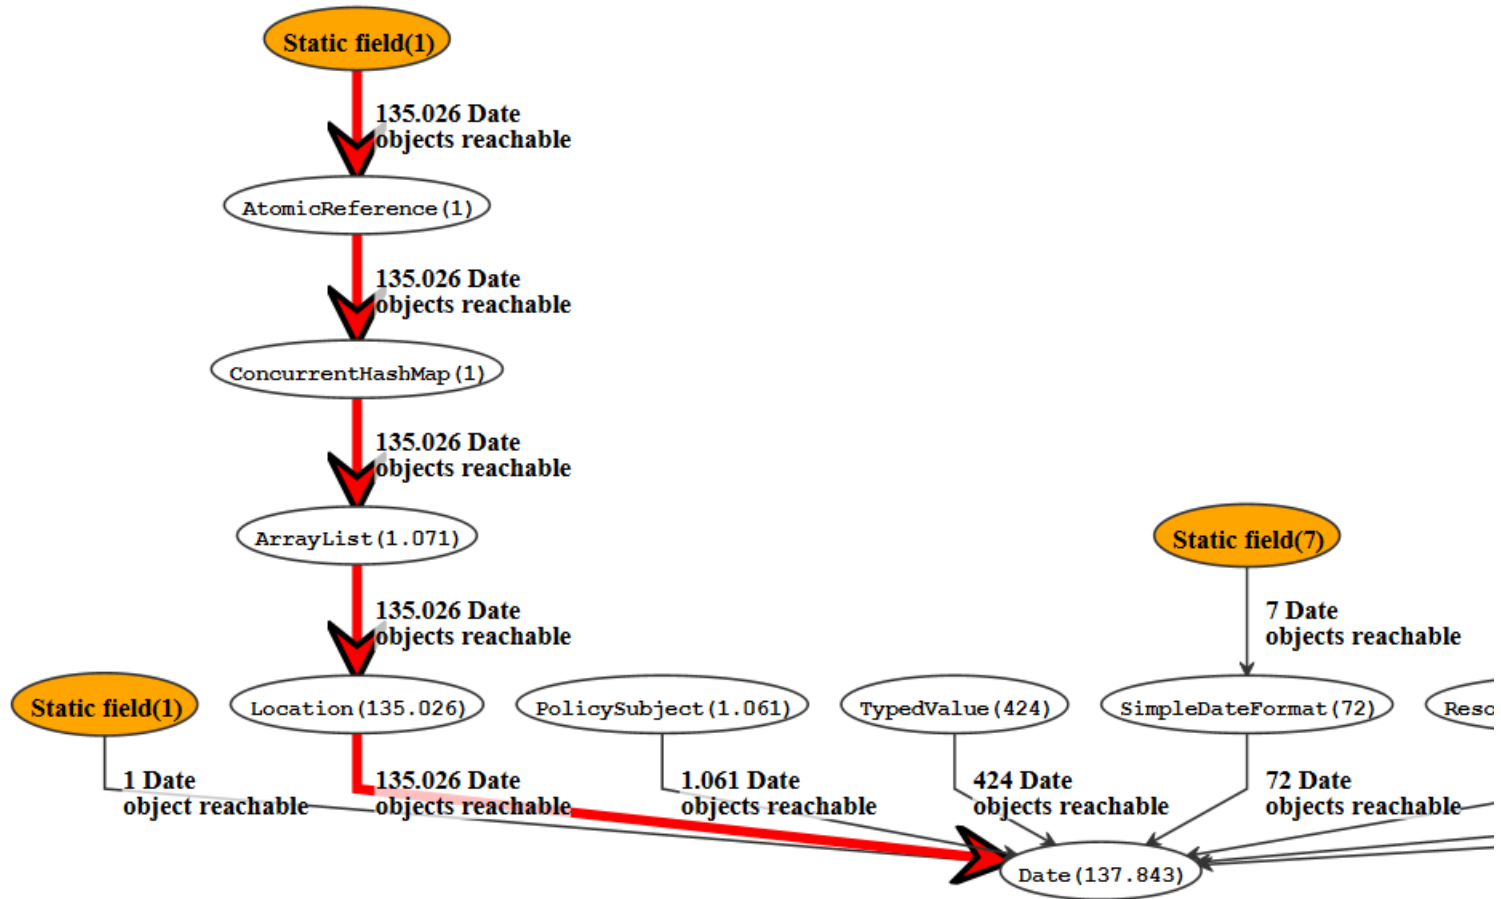 Static field(1)
135.026 Date
objects reachable
AtomicReference(1)
135.026 Date
objects reachable
ConcurrentHashMap(1)
135.026 Date
objects reachable
ArrayList(1.071)
Static field(7)
135.026 Date
objects reachable
7 Date
objects reachable
Static field(1)
Location(135.026)
PolicySubject(1.061)
TypedValue(424)
SimpleDateFormat(72)
Reso
1 Date
object reachable
135.026 Date
objects reachable
1.061 Date
objects reachable
424 Date
objects reachable
72 Date
objects reachable
Date(137.843)